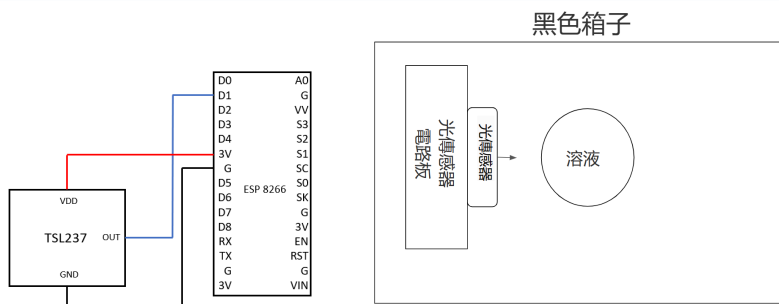 黑色箱子
D0 A0
D1 G
D2 VV
D3 S3
D4 S2
3V S1
G SC
D5 S0
D6 SK
D7 G
D8 3V
RX EN
TX RST
G G
3V VIN
ESP 8266
VDD
TSL237
OUT
GND
光傳感器
電路板
光傳感器
溶液